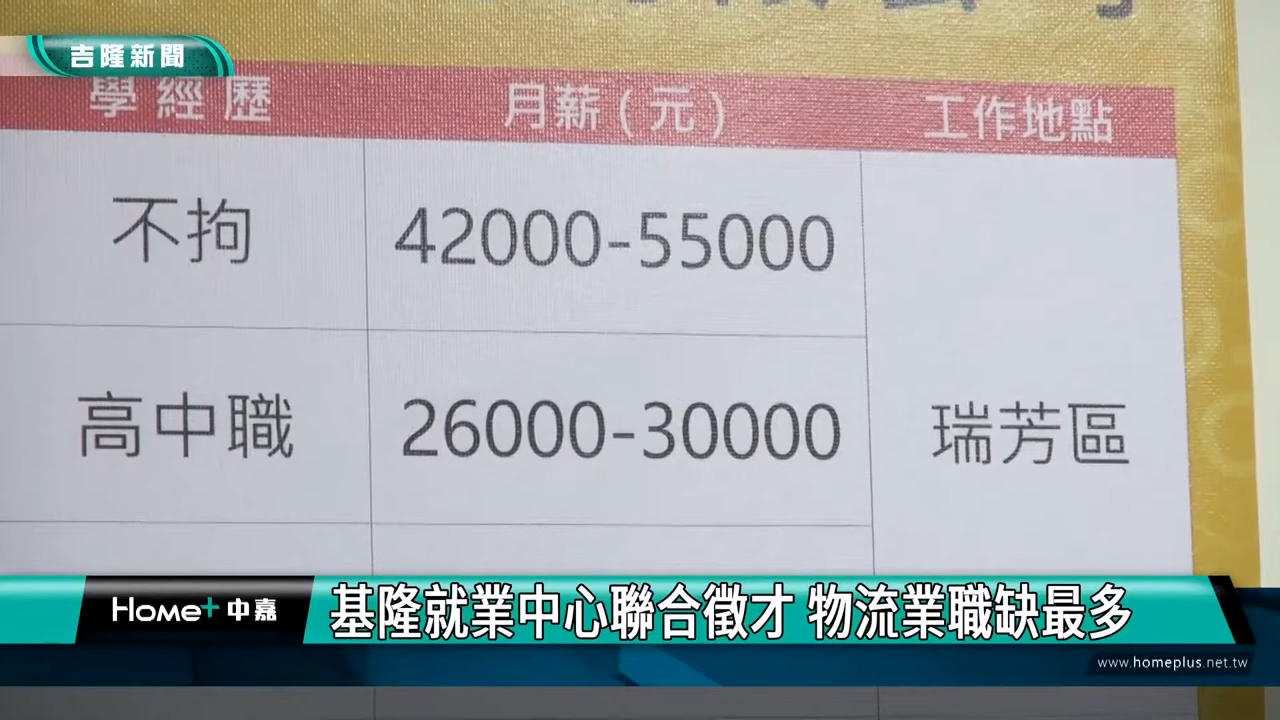 吉隆新聞
學經歷 月薪(元) 工作地點
不拘 42000-55000
高中職 26000-30000 瑞芳區
Home+中嘉 基隆就業中心聯合徵才 物流業職缺最多
www.homeplus.net.tw